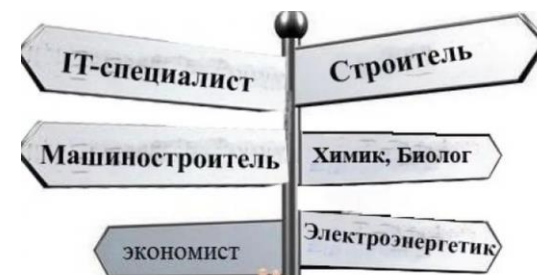 IT-специалист
Строитель
Машиностроитель
Химик, Биолог
экономист
Электроэнергетик